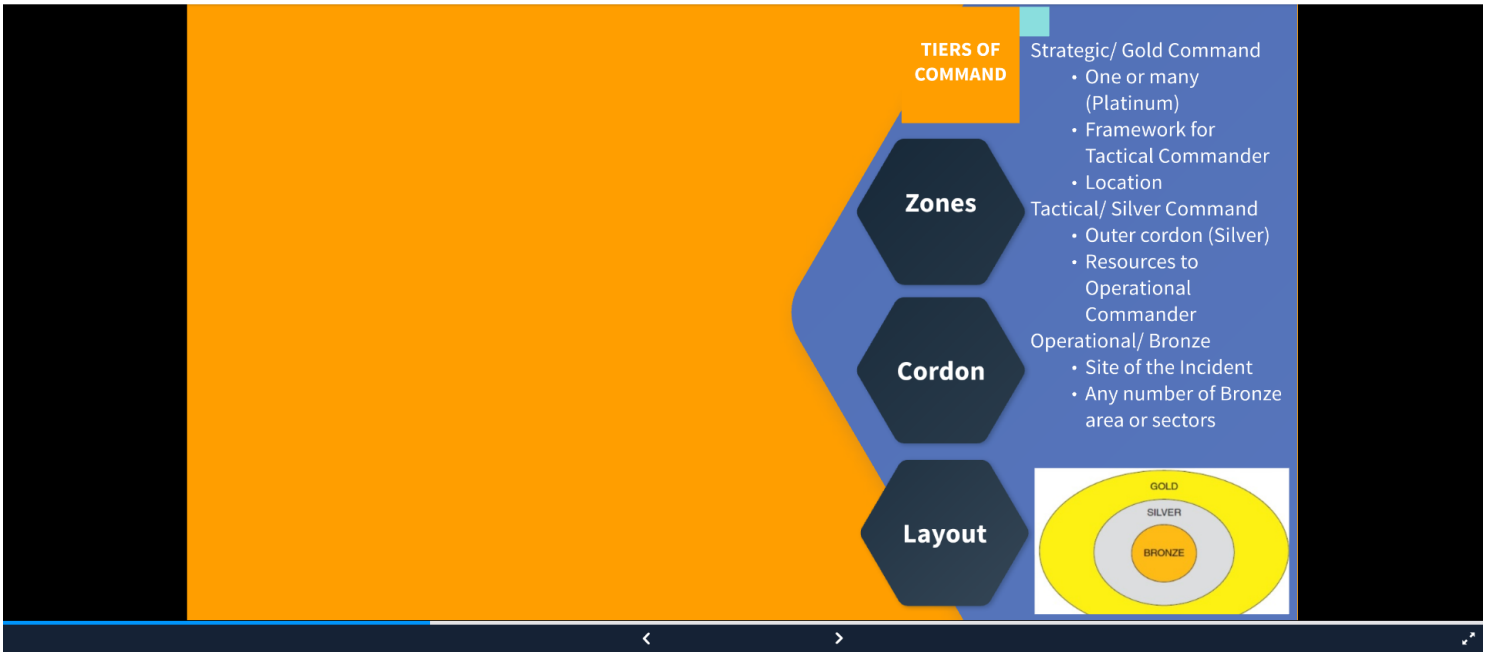 TIERS OF
COMMAND
Zones
Cordon
Layout
Strategic/ Gold Command
• One or many
(Platinum)
• Framework for
Tactical Commander
• Location
Tactical/ Silver Command
• Outer cordon (Silver)
• Resources to
Operational
Commander
Operational/ Bronze
• Site of the Incident
• Any number of Bronze
area or sectors
GOLD
SILVER
BRONZE